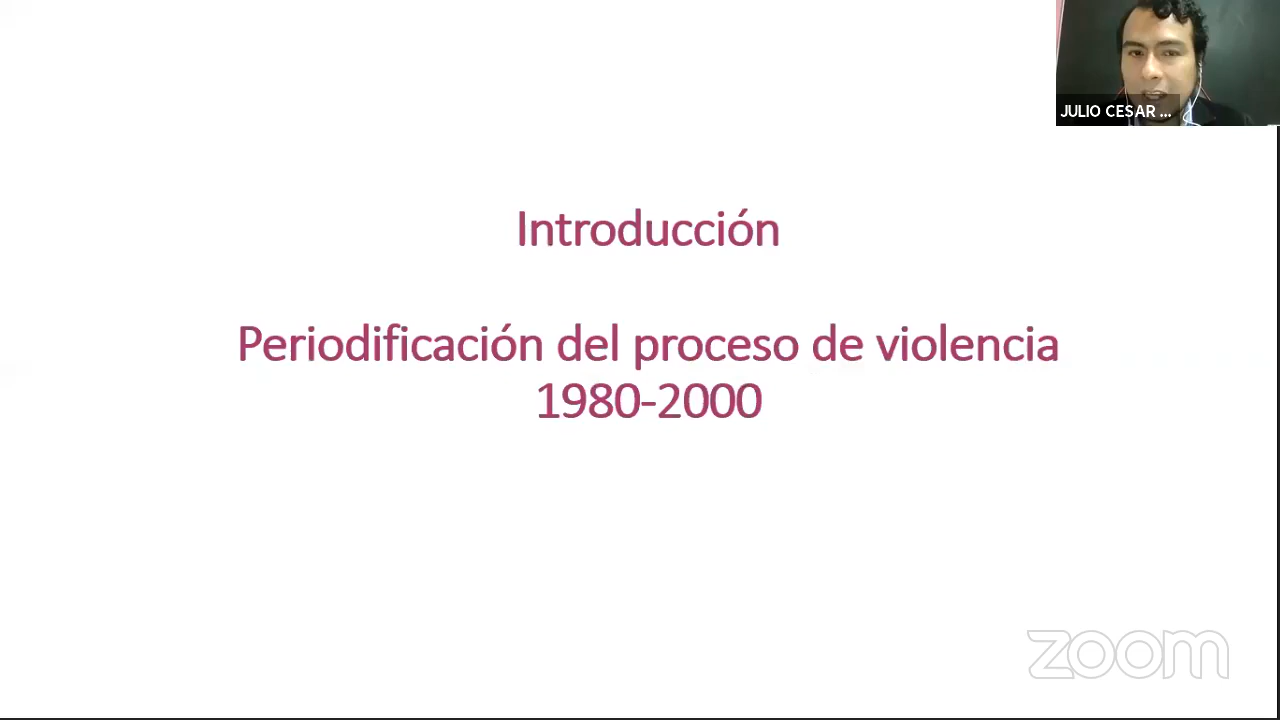 JULIO CESAR ...
Introducción
Periodificación del proceso de violencia
1980-2000
zoom